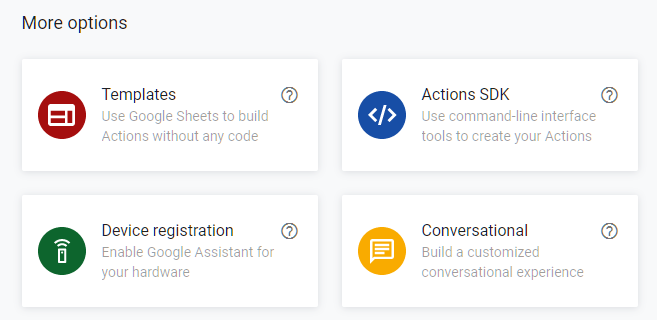 More options
Templates
Use Google Sheets to build
Actions without any code
Actions SDK
Use command-line interface
tools to create your Actions
Device registration
Enable Google Assistant for
your hardware
Conversational
Build a customized
conversational experience